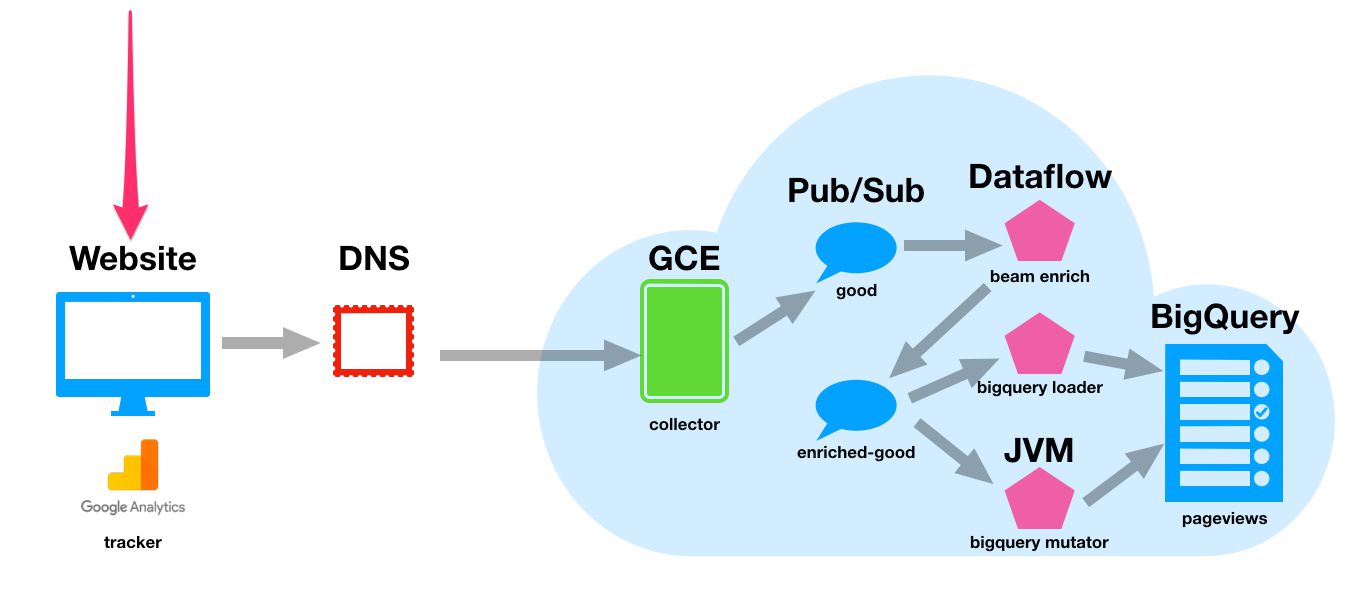 Website
DNS
GCE
Pub/Sub
Dataflow
good
beam enrich
BigQuery
bigquery loader
collector
enriched-good
JVM
Google Analytics
tracker
bigquery mutator
pageviews